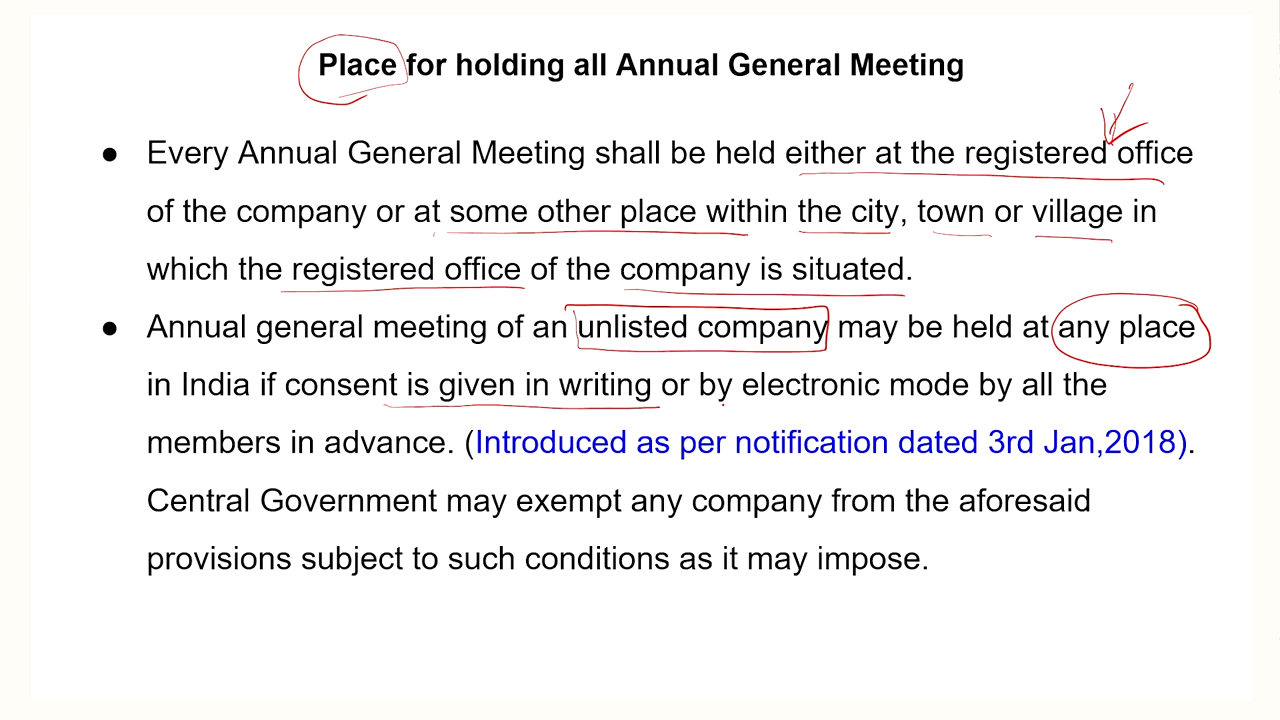 Place for holding all Annual General Meeting
● Every Annual General Meeting shall be held either at the registered office
of the company or at some other place within the city, town or village in
which the registered office of the company is situated.
● Annual general meeting of an unlisted company may be held at any place
in India if consent is given in writing or by electronic mode by all the
members in advance. (Introduced as per notification dated 3rd Jan,2018).
Central Government may exempt any company from the aforesaid
provisions subject to such conditions as it may impose.